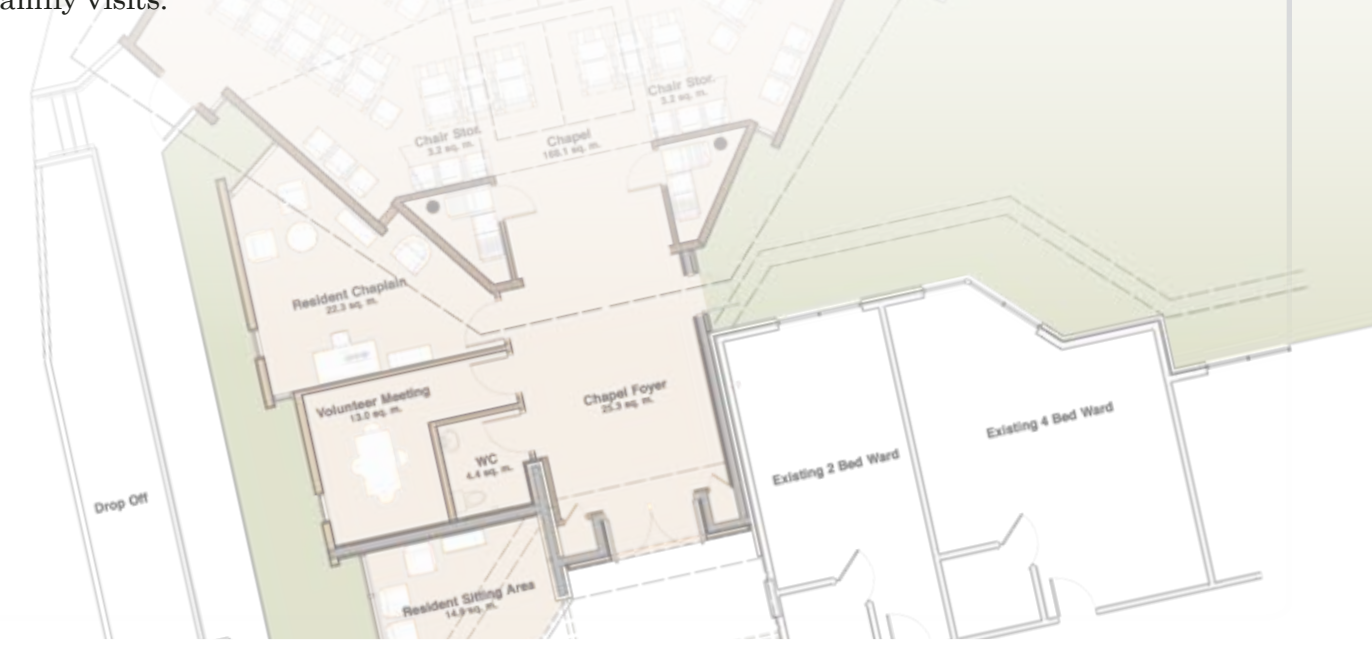 amily visits.
Chair Stor.
3.2 sq. m.
Chair Stor.
3.2 sq. m.
Chapel
166.1 sq. m.
Resident Chaplain
22.3 sq. m.
Volunteer Meeting
13.0 sq. m.
Chapel Foyer
25.3 sq. m.
WC
4.4 sq. m.
Existing 4 Bed Ward
Existing 2 Bed Ward
Drop Off
Resident Sitting Area
14.9 sq. m.